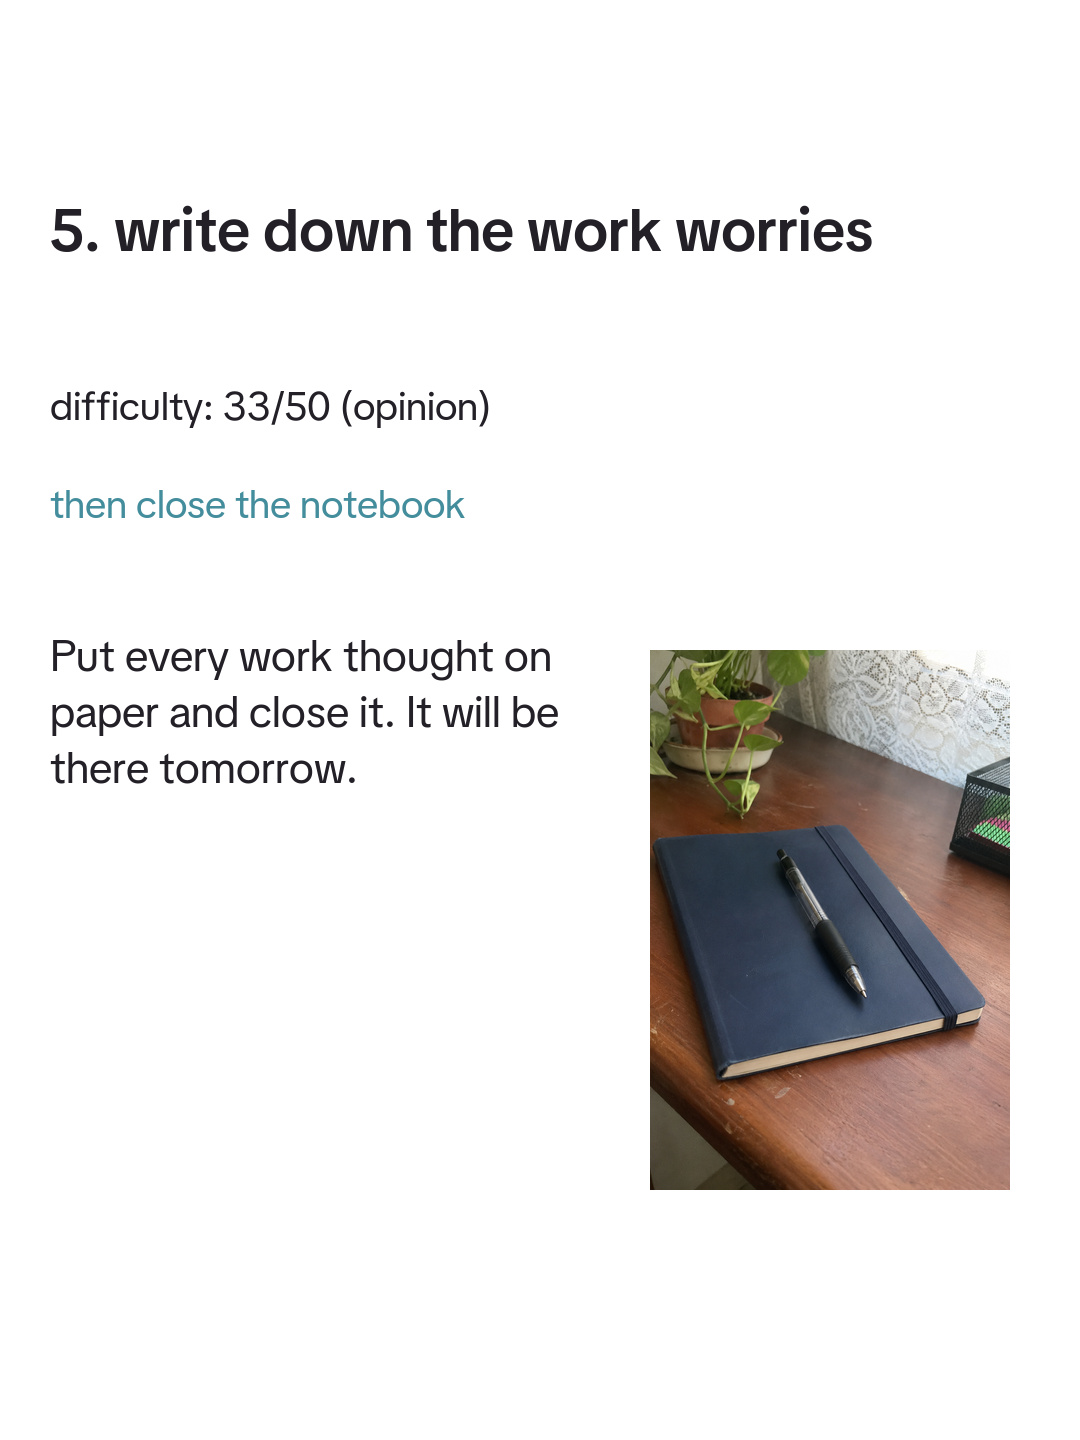 5. write down the work worries
difficulty: 33/50 (opinion)
then close the notebook
Put every work thought on
paper and close it. It will be
there tomorrow.